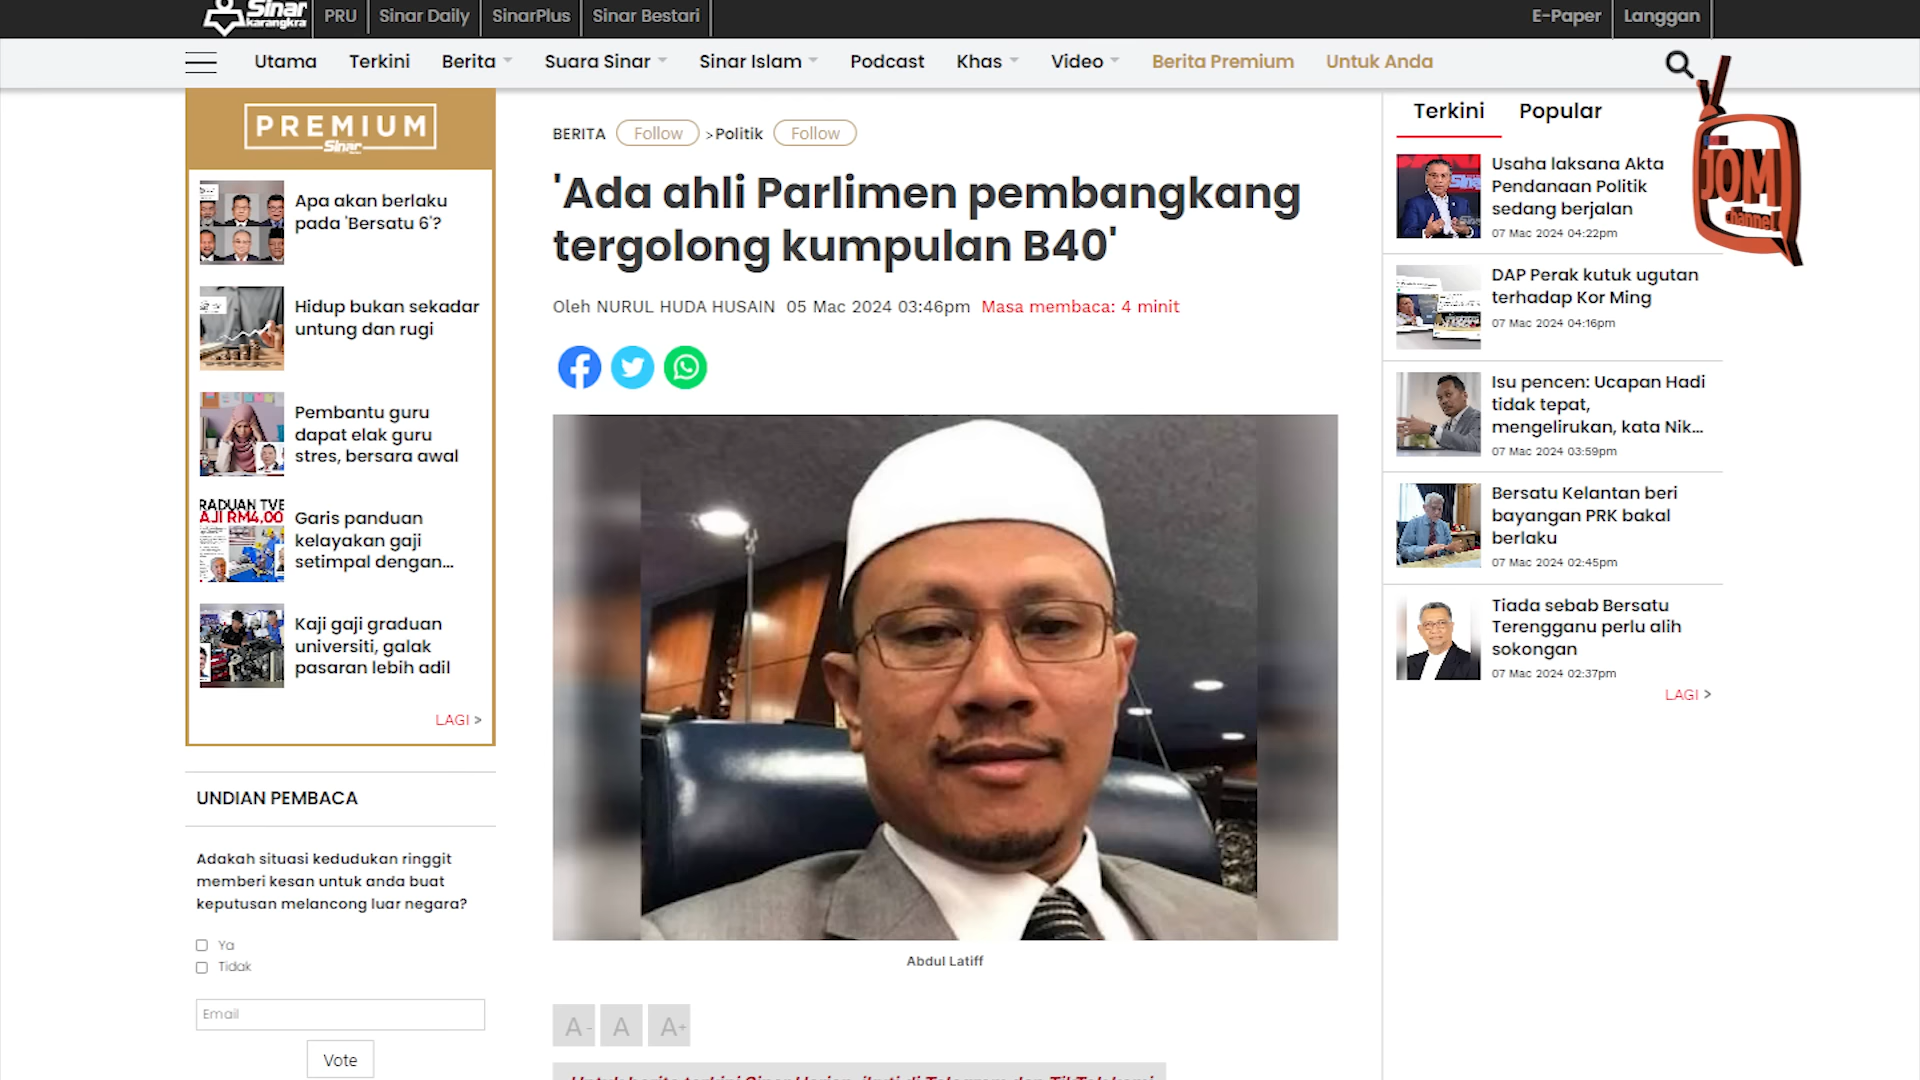 Sinar
karangkraf
PRU
Sinar Daily
SinarPlus
Sinar Bestari
E-Paper
Langgan
Utama
Terkini
Berita
Suara Sinar
Sinar Islam
Podcast
Khas
Video
Berita Premium
Untuk Anda
PREMIUM
Sinar
Apa akan berlaku
pada 'Bersatu 6'?
Hidup bukan sekadar
untung dan rugi
Pembantu guru
dapat elak guru
stres, bersara awal
RADUAN TVE
AJI RM4,00
Garis panduan
kelayakan gaji
setimpal dengan...
Kaji gaji graduan
universiti, galak
pasaran lebih adil
LAGI >
UNDIAN PEMBACA
Adakah situasi kedudukan ringgit
memberi kesan untuk anda buat
keputusan melancong luar negara?
Ya
Tidak
Email
Vote
BERITA Follow > Politik Follow
'Ada ahli Parlimen pembangkang
tergolong kumpulan B40'
Oleh NURUL HUDA HUSAIN 05 Mac 2024 03:46pm Masa membaca: 4 minit
Abdul Latiff
A- A A+
Terkini Popular
Usaha laksana Akta
Pendanaan Politik
sedang berjalan
07 Mac 2024 04:22pm
DAP Perak kutuk ugutan
terhadap Kor Ming
07 Mac 2024 04:16pm
Isu pencen: Ucapan Hadi
tidak tepat,
mengelirukan, kata Nik...
07 Mac 2024 03:59pm
Bersatu Kelantan beri
bayangan PRK bakal
berlaku
07 Mac 2024 02:45pm
Tiada sebab Bersatu
Terengganu perlu alih
sokongan
07 Mac 2024 02:37pm
LAGI >
JOM
channel